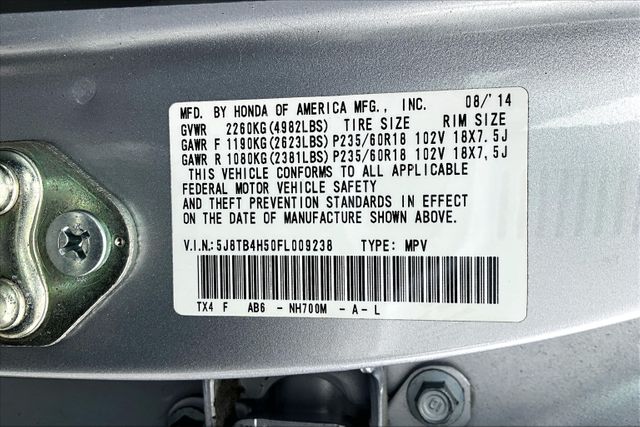 MFD. BY HONDA OF AMERICA MFG., INC. 08/'14
GVWR 2260KG(4982LBS) TIRE SIZE RIM SIZE
GAWR F 1190KG(2623LBS) P235/60R18 102V 18X7.5J
GAWR R 1080KG(2381LBS) P235/60R18 102V 18X7.5J
THIS VEHICLE CONFORMS TO ALL APPLICABLE
FEDERAL MOTOR VEHICLE SAFETY
AND THEFT PREVENTION STANDARDS IN EFFECT
ON THE DATE OF MANUFACTURE SHOWN ABOVE.
V.I.N.:5J8TB4H50FL009238 TYPE: MPV
TX4 F AB6 - NH700M - A - L